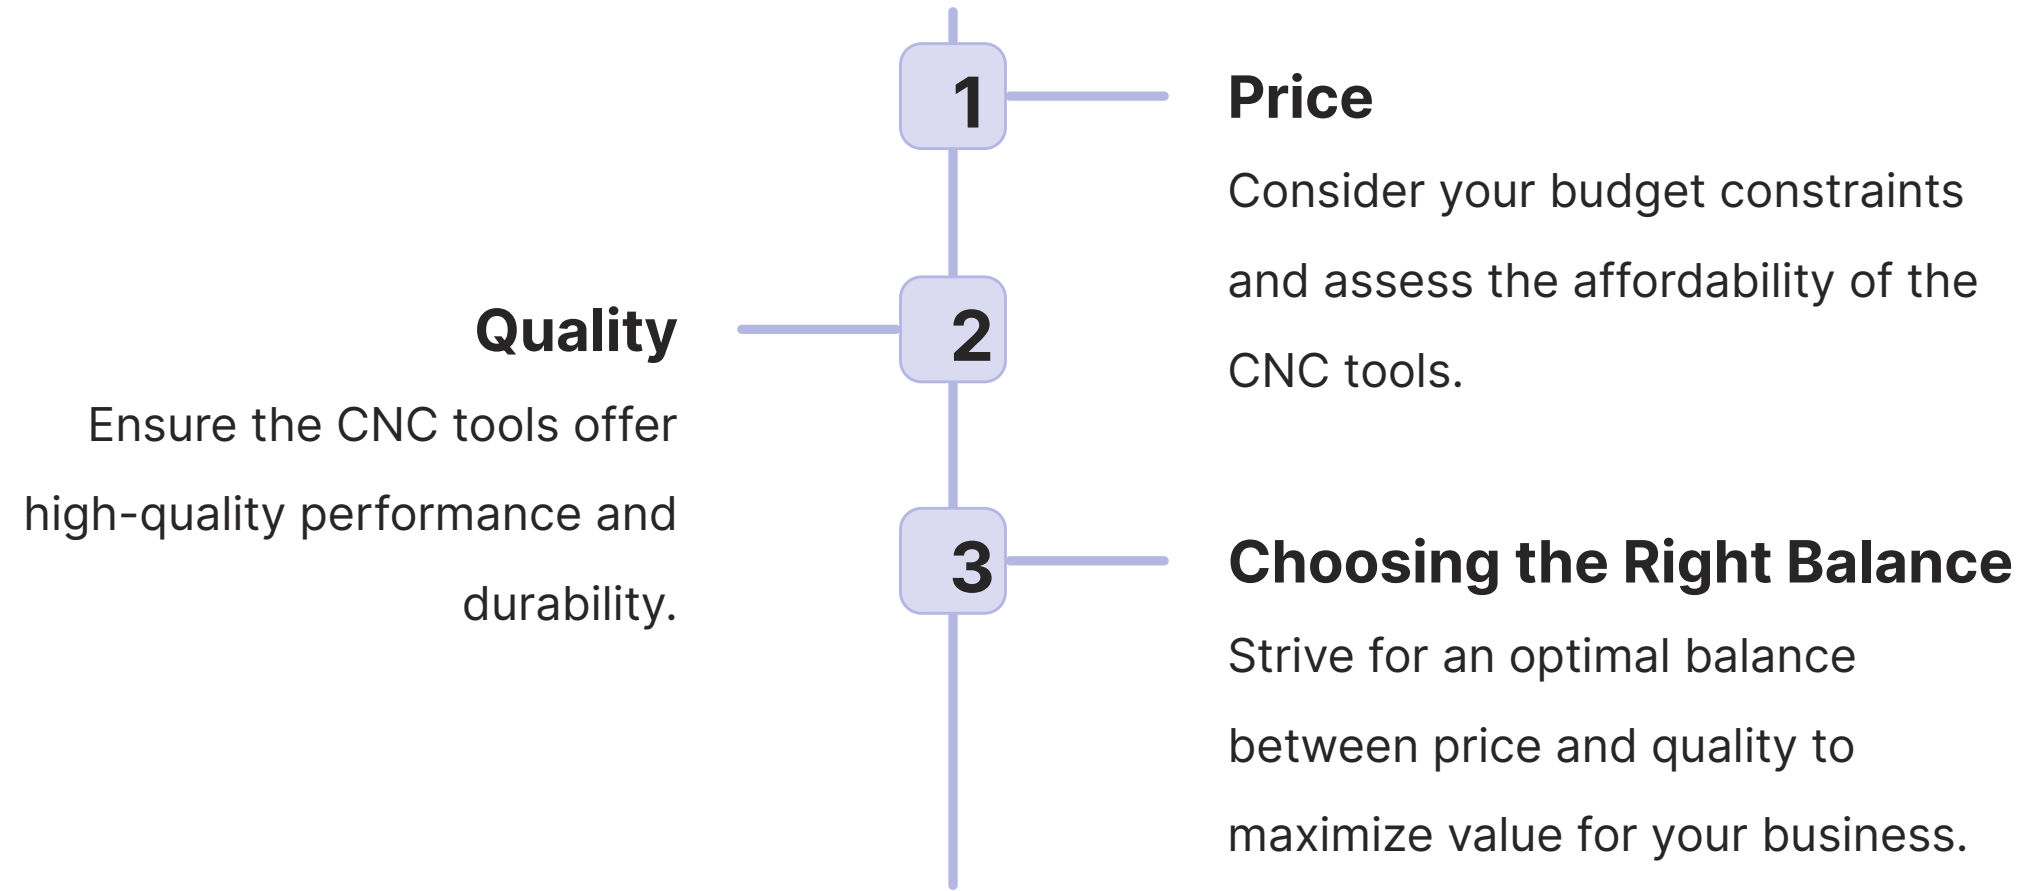 1
Price
Consider your budget constraints
and assess the affordability of the
CNC tools.
2
Quality
Ensure the CNC tools offer
high-quality performance and
durability.
3
Choosing the Right Balance
Strive for an optimal balance
between price and quality to
maximize value for your business.